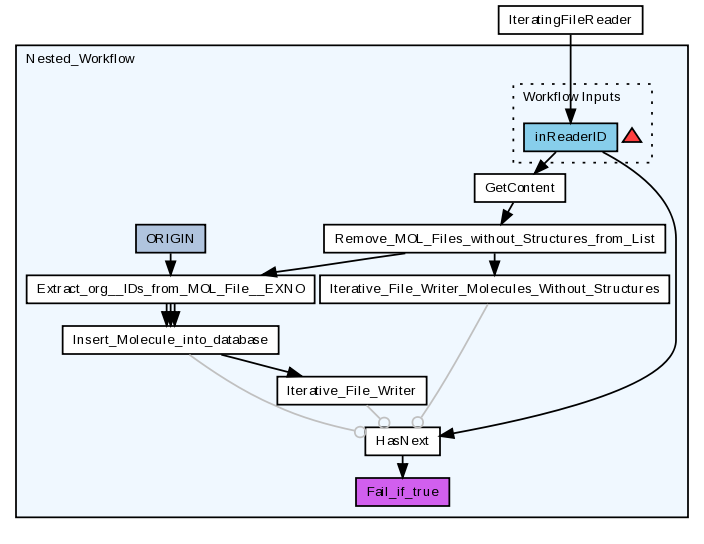 IteratingFileReader
Nested_Workflow
Workflow Inputs
inReaderID
GetContent
ORIGIN
Remove_MOL_Files_without_Structures_from_List
Extract_org__IDs_from_MOL_File__EXNO
Iterative_File_Writer_Molecules_Without_Structures
Insert_Molecule_into_database
Iterative_File_Writer
HasNext
Fail_if_true